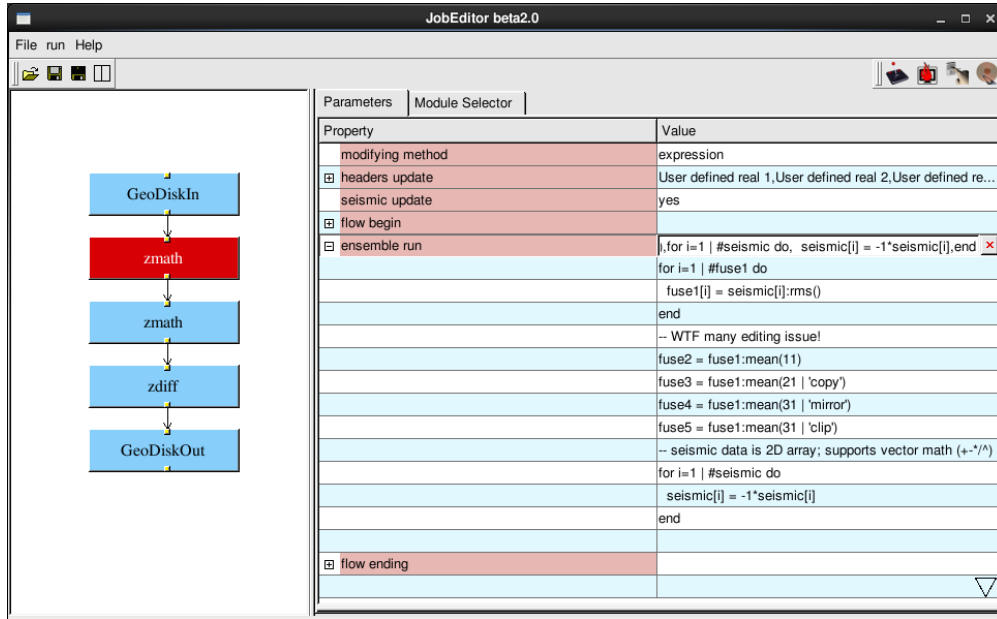 JobEditor beta2.0
File run Help
Parameters
Module Selector
Property Value
modifying method expression
headers update User defined real 1,User defined real 2,User defined re...
seismic update yes
flow begin
ensemble run ),for i=1 | #seismic do,  seismic[i] = -1*seismic[i],end
for i=1 | #fuse1 do
fuse1[i] = seismic[i]:rms()
end
-- WTF many editing issue!
fuse2 = fuse1:mean(11)
fuse3 = fuse1:mean(21 | 'copy')
fuse4 = fuse1:mean(31 | 'mirror')
fuse5 = fuse1:mean(31 | 'clip')
-- seismic data is 2D array; supports vector math (+-*/^)
for i=1 | #seismic do
seismic[i] = -1*seismic[i]
end
flow ending
GeoDiskIn
zmath
zmath
zdiff
GeoDiskOut